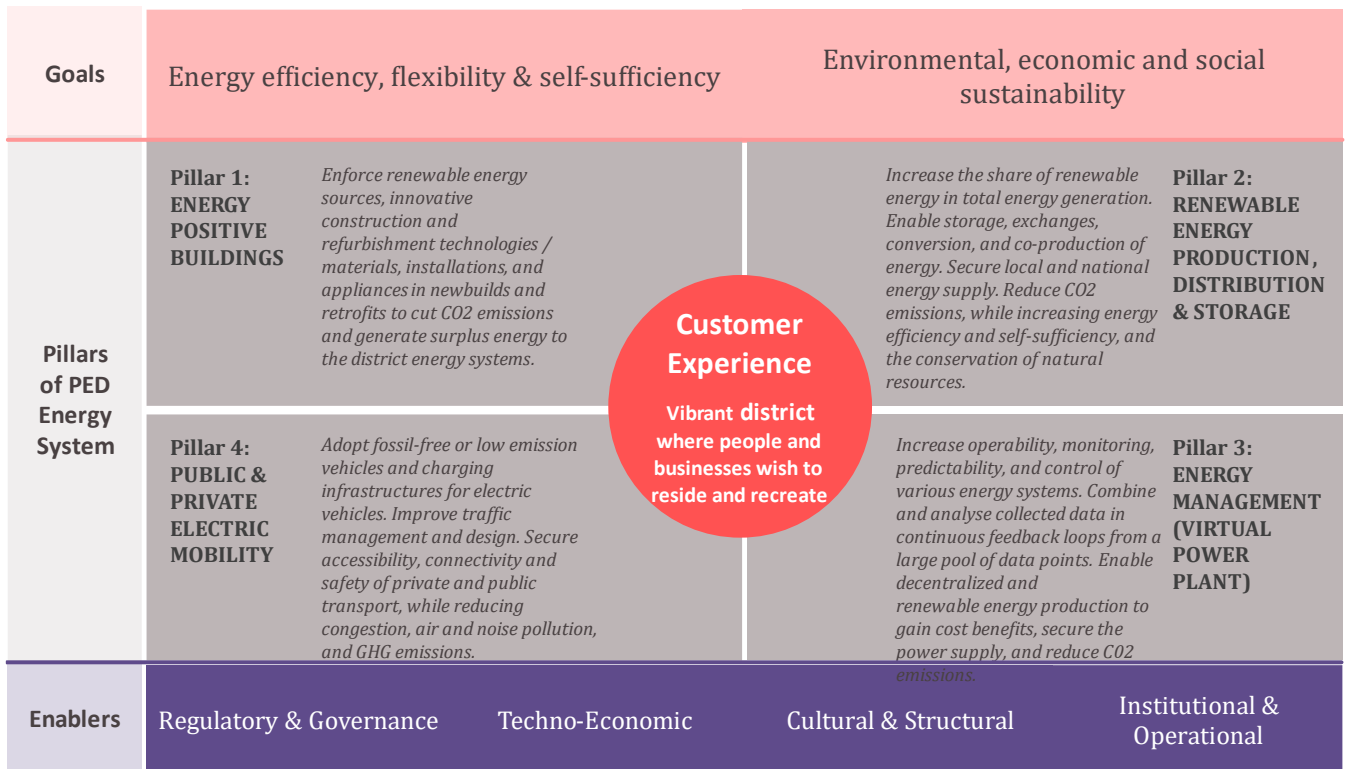 Goals
Energy efficiency, flexibility & self-sufficiency
Environmental, economic and social
sustainability
Pillars
of PED
Energy
System
Pillar 1:
ENERGY
POSITIVE
BUILDINGS
Enforce renewable energy
sources, innovative
construction and
refurbishment technologies /
materials, installations, and
appliances in newbuilds and
retrofits to cut CO2 emissions
and generate surplus energy to
the district energy systems.
Increase the share of renewable
energy in total energy generation.
Enable storage, exchanges,
conversion, and co-production of
energy. Secure local and national
energy supply. Reduce CO2
emissions, while increasing energy
efficiency and self-sufficiency, and
the conservation of natural
resources.
Pillar 2:
RENEWABLE
ENERGY
PRODUCTION,
DISTRIBUTION
& STORAGE
Customer
Experience
Vibrant district
where people and
businesses wish to
reside and recreate
Pillar 4:
PUBLIC &
PRIVATE
ELECTRIC
MOBILITY
Adopt fossil-free or low emission
vehicles and charging
infrastructures for electric
vehicles. Improve traffic
management and design. Secure
accessibility, connectivity and
safety of private and public
transport, while reducing
congestion, air and noise pollution,
and GHG emissions.
Increase operability, monitoring,
predictability, and control of
various energy systems. Combine
and analyse collected data in
continuous feedback loops from a
large pool of data points. Enable
decentralized and
renewable energy production to
gain cost benefits, secure the
power supply, and reduce C02
emissions.
Pillar 3:
ENERGY
MANAGEMENT
(VIRTUAL
POWER
PLANT)
Enablers
Regulatory & Governance
Techno-Economic
Cultural & Structural
Institutional &
Operational